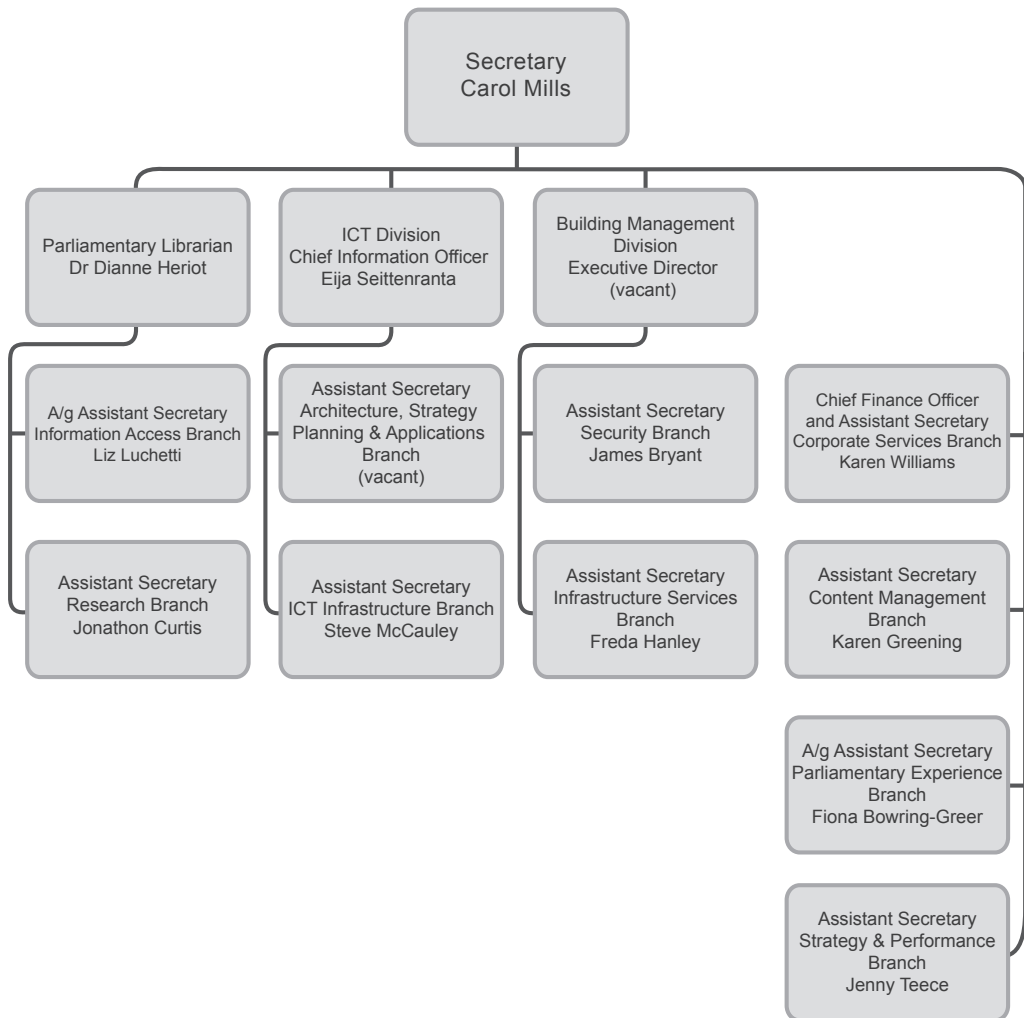 Secretary
Carol Mills
Parliamentary Librarian
Dr Dianne Heriot
ICT Division
Chief Information Officer
Eija Seittenranta
Building Management
Division
Executive Director
(vacant)
A/g Assistant Secretary
Information Access Branch
Liz Luchetti
Assistant Secretary
Architecture, Strategy
Planning & Applications
Branch
(vacant)
Assistant Secretary
Security Branch
James Bryant
Chief Finance Officer
and Assistant Secretary
Corporate Services Branch
Karen Williams
Assistant Secretary
Research Branch
Jonathon Curtis
Assistant Secretary
ICT Infrastructure Branch
Steve McCauley
Assistant Secretary
Infrastructure Services
Branch
Freda Hanley
Assistant Secretary
Content Management
Branch
Karen Greening
A/g Assistant Secretary
Parliamentary Experience
Branch
Fiona Bowring-Greer
Assistant Secretary
Strategy & Performance
Branch
Jenny Teece